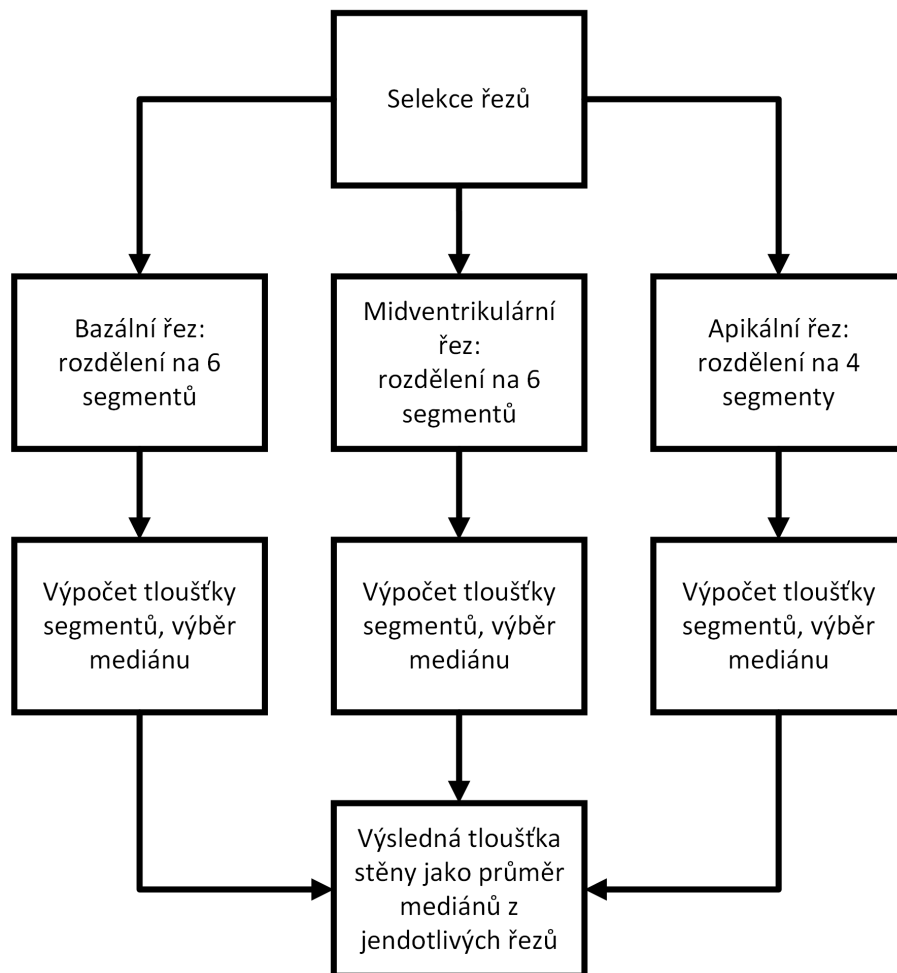 Selekce řezů
Bazální řez:
rozdělení na 6
segmentů
Midventrikulární
řez:
rozdělení na 6
segmentů
Apikální řez:
rozdělení na 4
segmenty
Výpočet tloušťky
segmentů, výběr
mediánu
Výpočet tloušťky
segmentů, výběr
mediánu
Výpočet tloušťky
segmentů, výběr
mediánu
Výsledná tloušťka
stěny jako průměr
mediánů z
jendotlivých řezů